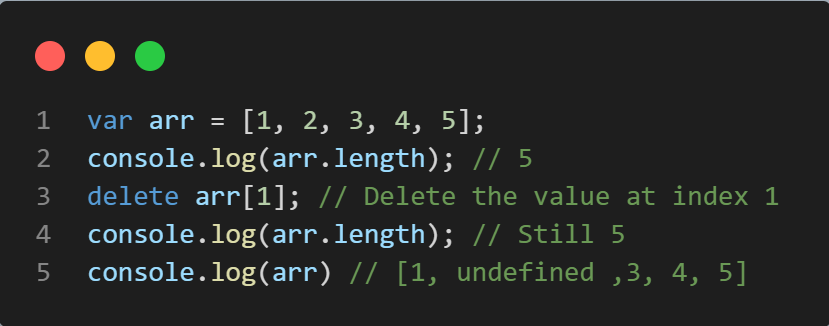 1 var arr = [1, 2, 3, 4, 5];
2 console.log(arr.length); // 5
3 delete arr[1]; // Delete the value at index 1
4 console.log(arr.length); // Still 5
5 console.log(arr) // [1, undefined ,3, 4, 5]